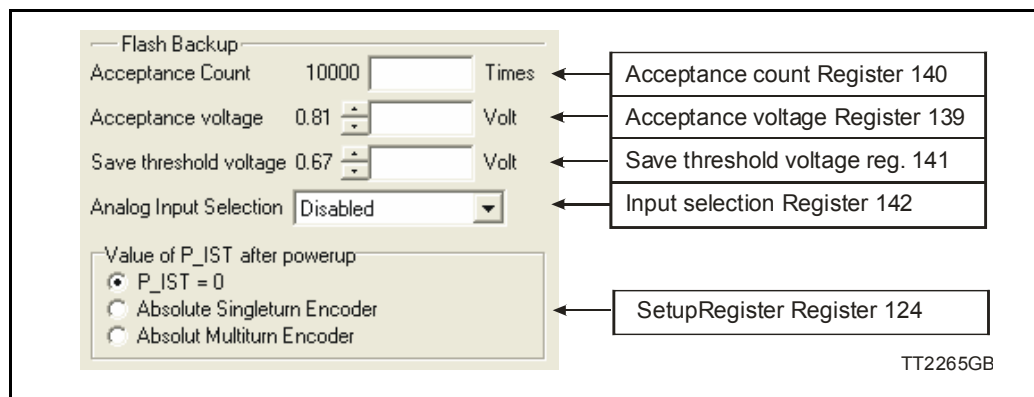 Flash Backup
Acceptance Count 10000 Times Acceptance count Register 140
Acceptance voltage 0.81 Volt Acceptance voltage Register 139
Save threshold voltage 0.67 Volt Save threshold voltage reg. 141
Analog Input Selection Disabled Input selection Register 142
Value of P_IST after powerup
P_IST = 0
Absolute Singleturn Encoder SetupRegister Register 124
Absolut Multiturn Encoder
TT2265GB